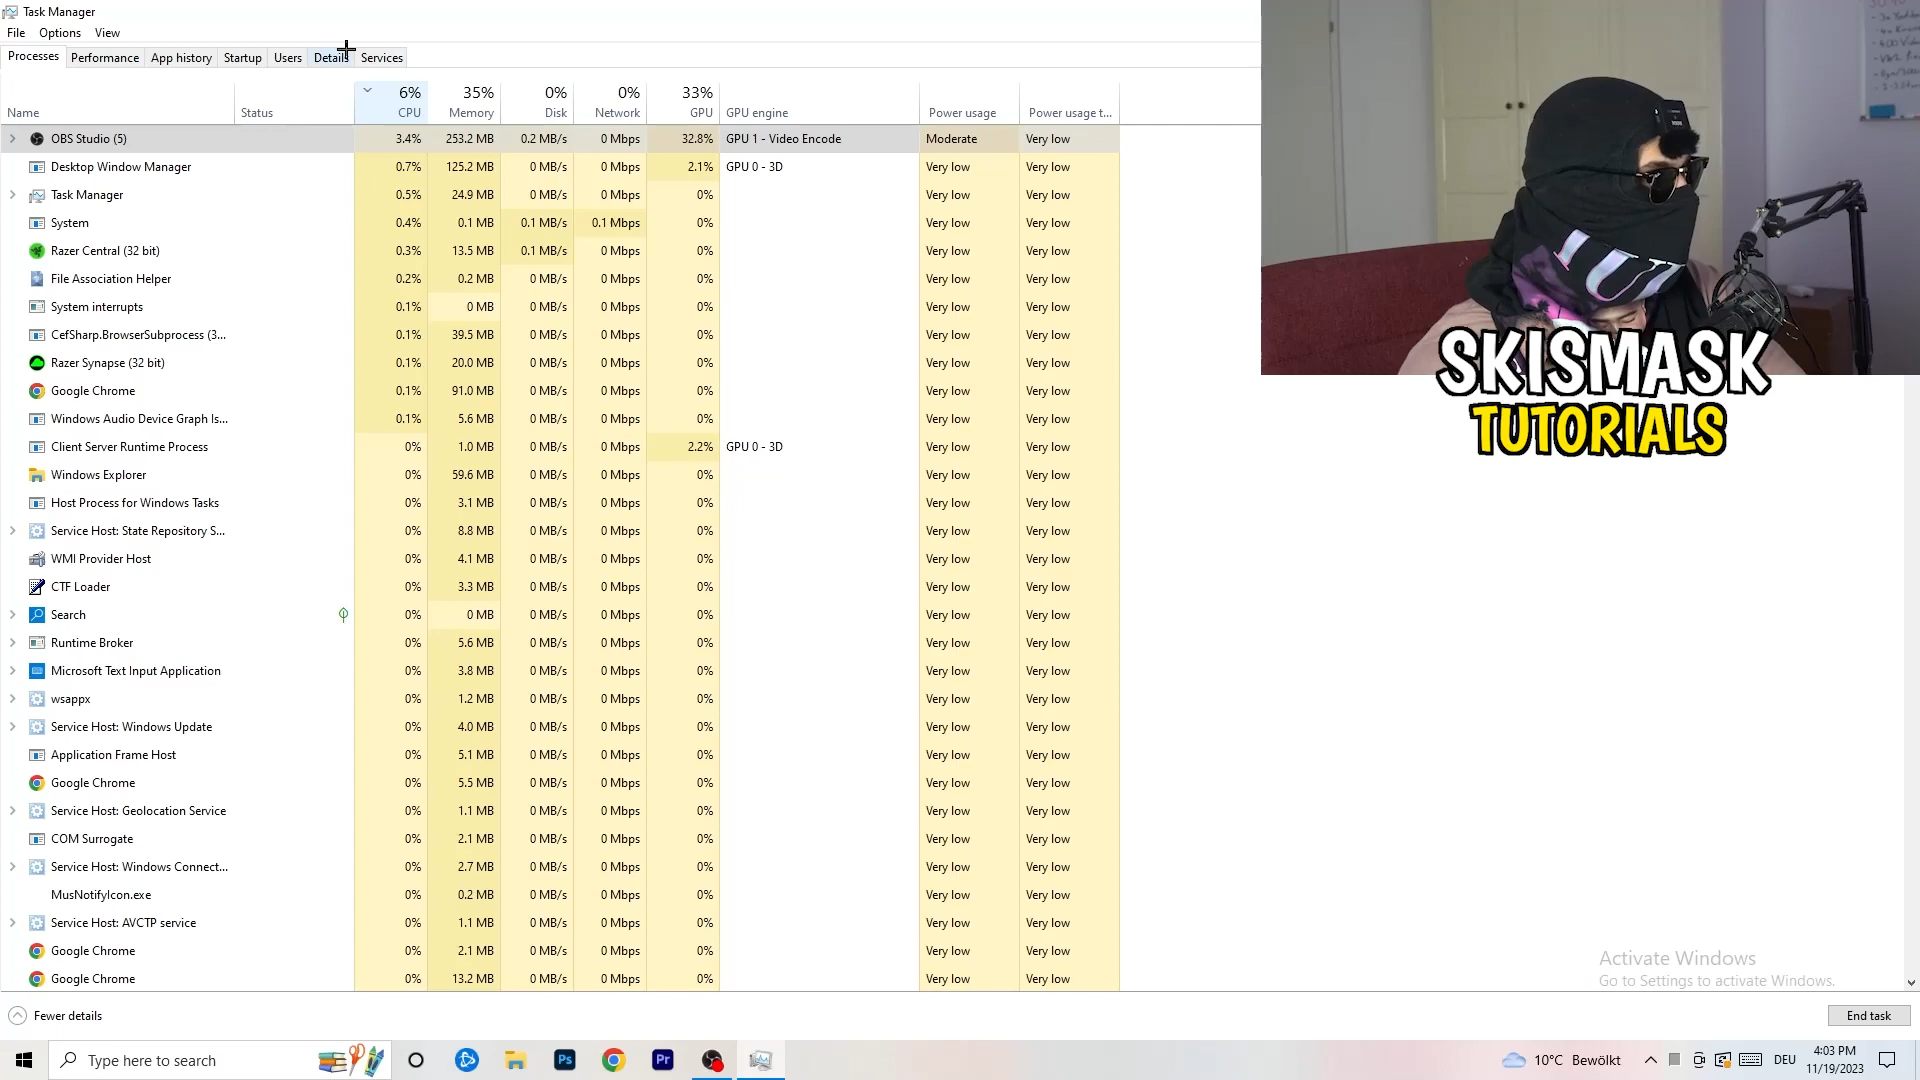 Task Manager
File Options View
Processes Performance App history Startup Users Details Services
6% 35% 0% 0% 33%
Name Status CPU Memory Disk Network GPU GPU engine Power usage Power usage t...
OBS Studio (5) 3.4% 253.2 MB 0.2 MB/s 0 Mbps 32.8% GPU 1 - Video Encode Moderate Very low
Desktop Window Manager 0.7% 125.2 MB 0 MB/s 0 Mbps 2.1% GPU 0 - 3D Very low Very low
Task Manager 0.5% 24.9 MB 0 MB/s 0 Mbps 0% Very low Very low
System 0.4% 0.1 MB 0.1 MB/s 0.1 Mbps 0% Very low Very low
Razer Central (32 bit) 0.3% 13.5 MB 0.1 MB/s 0 Mbps 0% Very low Very low
File Association Helper 0.2% 0.2 MB 0 MB/s 0 Mbps 0% Very low Very low
System interrupts 0.1% 0 MB 0 MB/s 0 Mbps 0% Very low Very low
CefSharp.BrowserSubprocess (3... 0.1% 39.5 MB 0 MB/s 0 Mbps 0% Very low Very low
Razer Synapse (32 bit) 0.1% 20.0 MB 0 MB/s 0 Mbps 0% Very low Very low
Google Chrome 0.1% 91.0 MB 0 MB/s 0 Mbps 0% Very low Very low
Windows Audio Device Graph Is... 0.1% 5.6 MB 0 MB/s 0 Mbps 0% Very low Very low
Client Server Runtime Process 0% 1.0 MB 0 MB/s 0 Mbps 2.2% GPU 0 - 3D Very low Very low
Windows Explorer 0% 59.6 MB 0 MB/s 0 Mbps 0% Very low Very low
Host Process for Windows Tasks 0% 3.1 MB 0 MB/s 0 Mbps 0% Very low Very low
Service Host: State Repository S... 0% 8.8 MB 0 MB/s 0 Mbps 0% Very low Very low
WMI Provider Host 0% 4.1 MB 0 MB/s 0 Mbps 0% Very low Very low
CTF Loader 0% 3.3 MB 0 MB/s 0 Mbps 0% Very low Very low
Search 0% 0 MB 0 MB/s 0 Mbps 0% Very low Very low
Runtime Broker 0% 5.6 MB 0 MB/s 0 Mbps 0% Very low Very low
Microsoft Text Input Application 0% 3.8 MB 0 MB/s 0 Mbps 0% Very low Very low
wsappx 0% 1.2 MB 0 MB/s 0 Mbps 0% Very low Very low
Service Host: Windows Update 0% 4.0 MB 0 MB/s 0 Mbps 0% Very low Very low
Application Frame Host 0% 5.1 MB 0 MB/s 0 Mbps 0% Very low Very low
Google Chrome 0% 5.5 MB 0 MB/s 0 Mbps 0% Very low Very low
Service Host: Geolocation Service 0% 1.1 MB 0 MB/s 0 Mbps 0% Very low Very low
COM Surrogate 0% 2.1 MB 0 MB/s 0 Mbps 0% Very low Very low
Service Host: Windows Connect... 0% 2.7 MB 0 MB/s 0 Mbps 0% Very low Very low
MusNotifyIcon.exe 0% 0.2 MB 0 MB/s 0 Mbps 0% Very low Very low
Service Host: AVCTP service 0% 1.1 MB 0 MB/s 0 Mbps 0% Very low Very low
Google Chrome 0% 2.1 MB 0 MB/s 0 Mbps 0% Very low Very low
Google Chrome 0% 13.2 MB 0 MB/s 0 Mbps 0% Very low Very low
SKISMASK
TUTORIALS
Activate Windows
Go to Settings to activate Windows.
Fewer details
End task
Type here to search
Ps
Pr
10°C Bewölkt
DEU
4:03 PM
11/19/2023